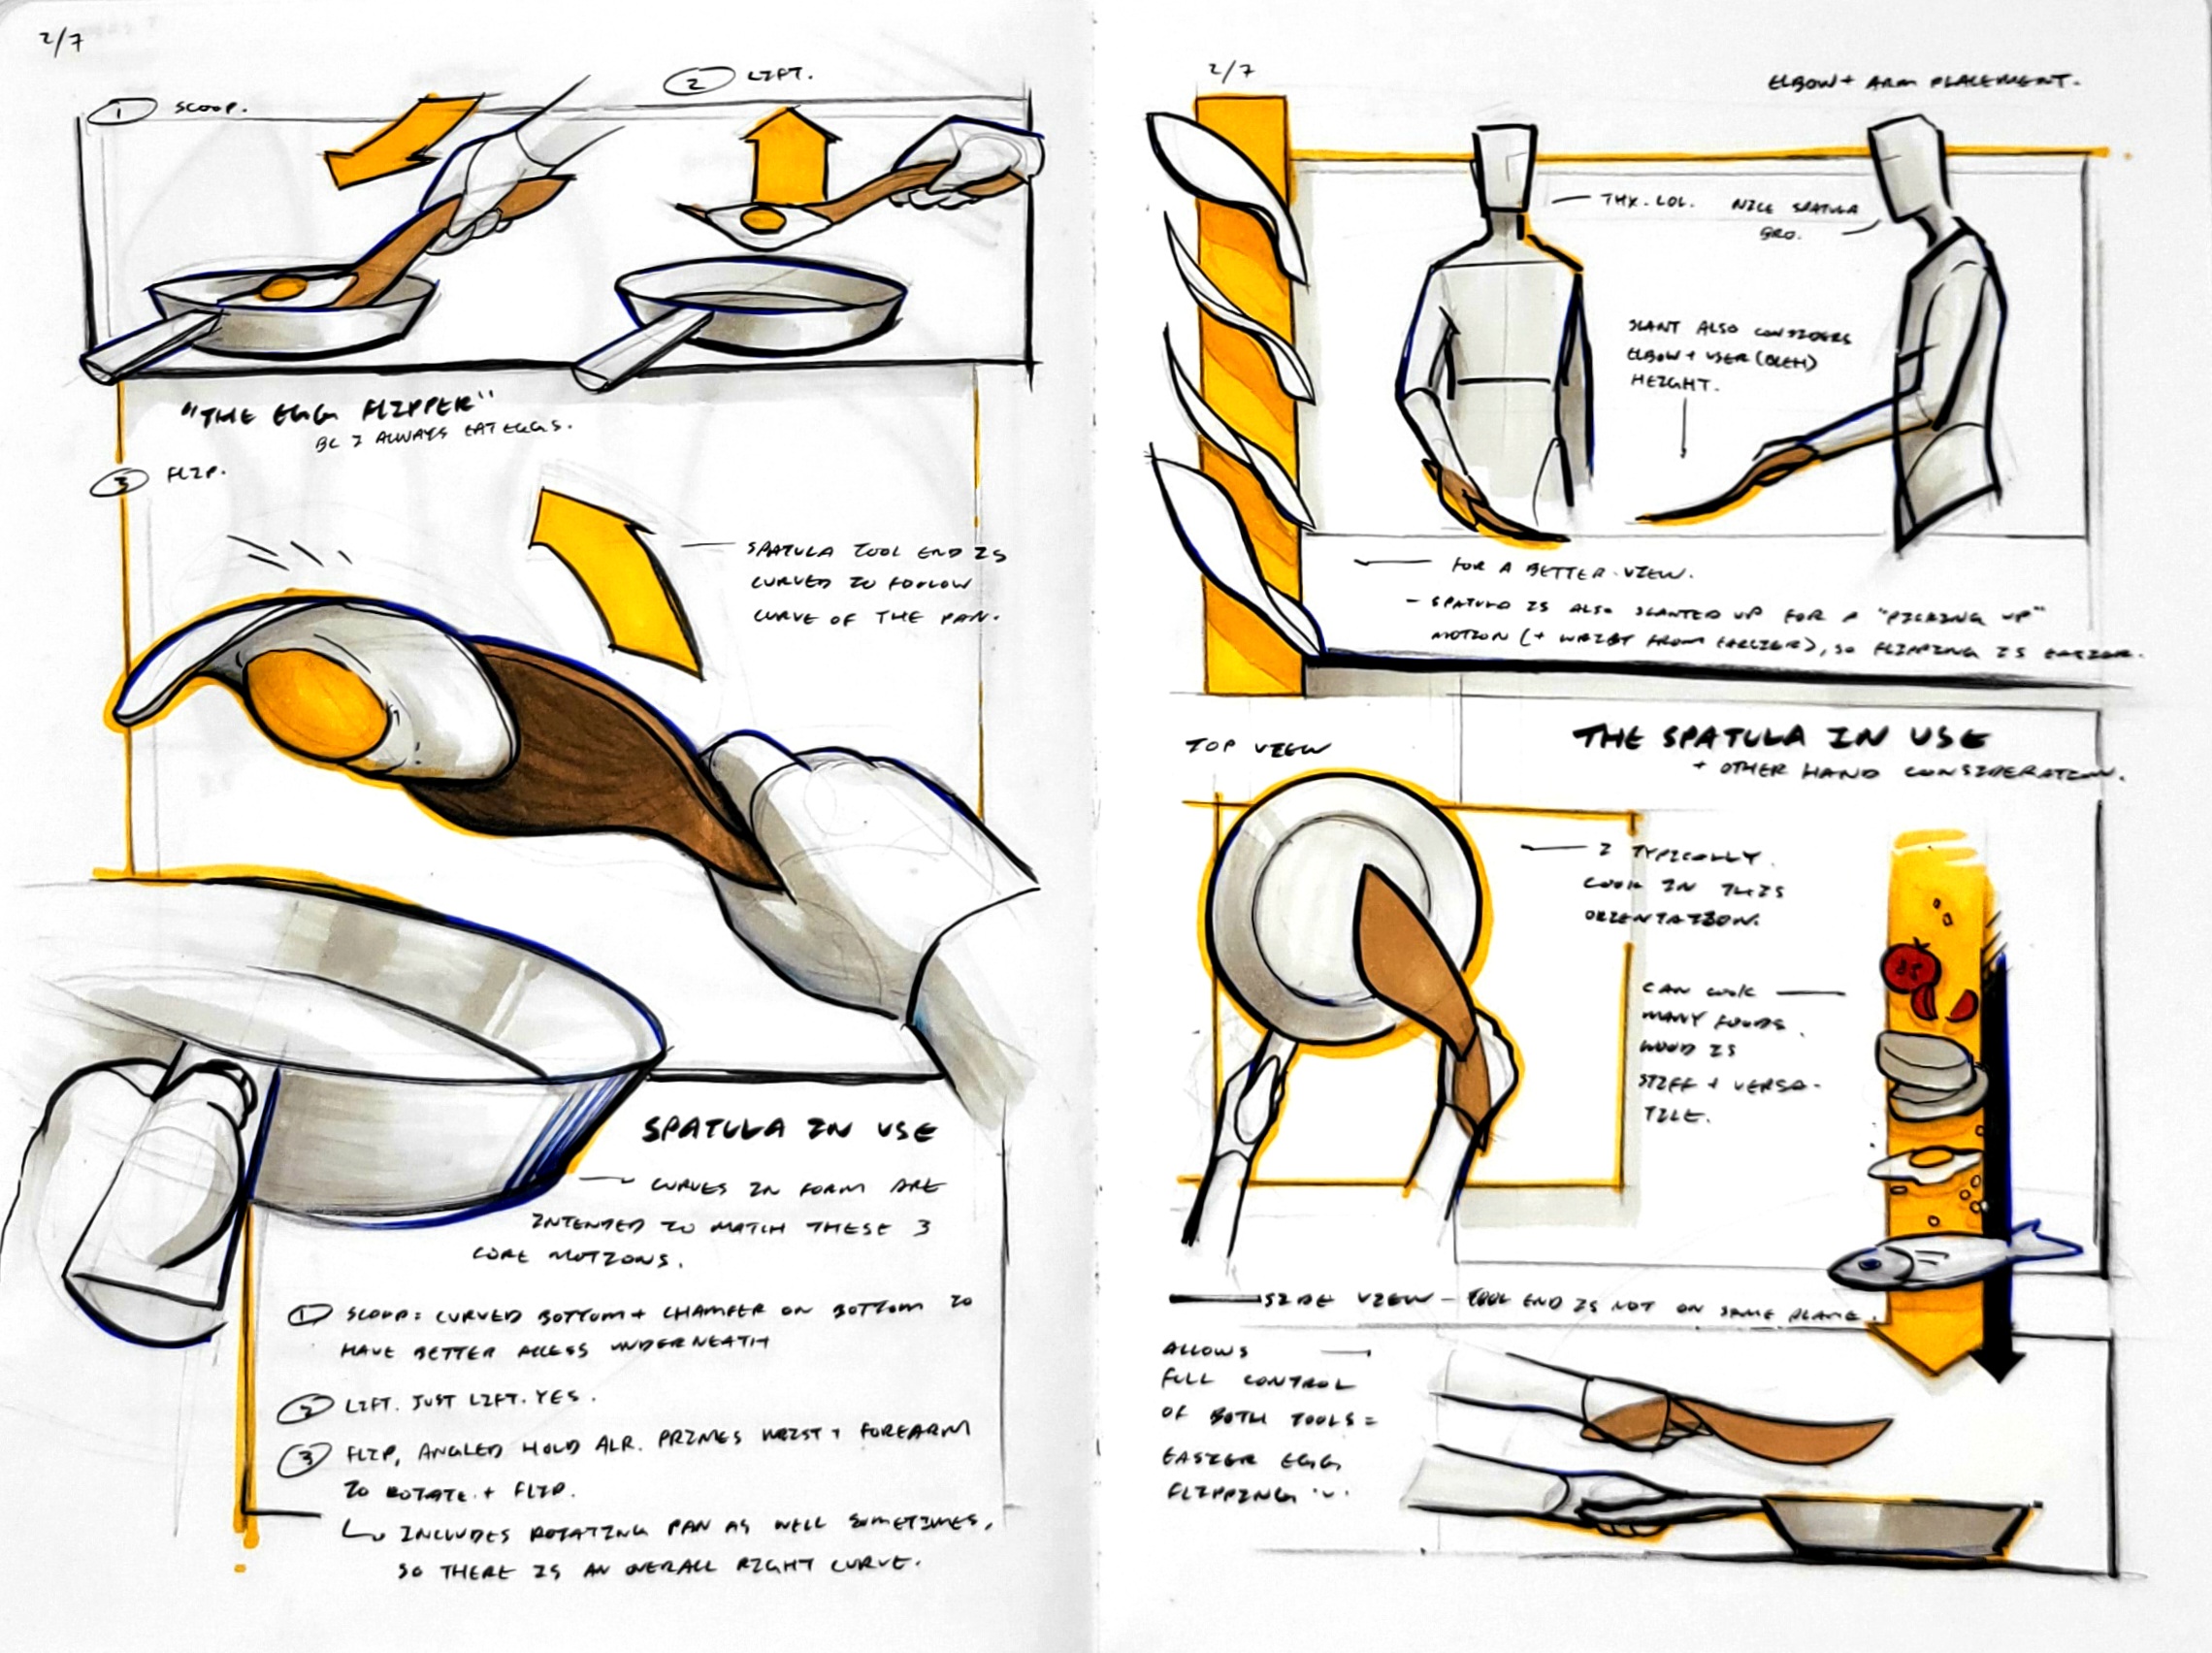 2/7
1 SCOOP.
2 LIFT.
"THE EGG FLIPPER"
BC I ALWAYS EAT EGGS.
3 FLIP.
SPATULA TOOL END IS
CURVED TO FOLLOW
CURVE OF THE PAN.
SPATULA IN USE
CURVES IN FORM ARE
INTENDED TO MATCH THESE 3
CORE MOTIONS.
1 SCOOP: CURVED BOTTOM + CHAMFER ON BOTTOM TO
HAVE BETTER ACCESS UNDERNEATH
2 LIFT. JUST LIFT. YES.
3 FLIP, ANGLED HOLD ALR. PRIMES WRIST + FOREARM
TO ROTATE + FLIP.
INCLUDES ROTATING PAN AS WELL SOMETIMES,
SO THERE IS AN OVERALL RIGHT CURVE.
2/7
ELBOW + ARM PLACEMENT.
— THX. LOL.
NICE SPATULA
BRO.
SLANT ALSO CONSIDERS
ELBOW + USER
HEIGHT.
— FOR A BETTER VIEW.
- SPATULA IS ALSO SLANTED UP FOR A "PICKING UP"
MOTION (+ WRIST FROM EARLIER), SO FLIPPING IS EASIER.
THE SPATULA IN USE
+ OTHER HAND CONSIDERATION.
TOP VIEW
— I TYPICALLY
COOK IN THIS
ORIENTATION.
CAN COOK —
MANY FOODS.
WOOD IS
STIFF + VERSA-
TILE.
SIDE VIEW — TOOL END IS NOT ON SAME PLANE.
ALLOWS —
FULL CONTROL
OF BOTH TOOLS =
EASIER EGG
FLIPPING